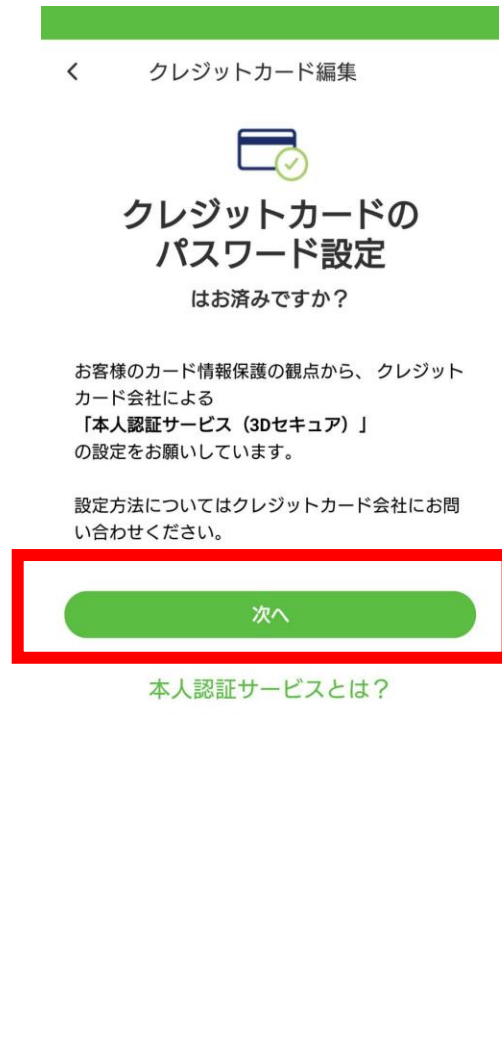 クレジットカード編集
クレジットカードの
パスワード設定
はお済みですか？
お客様のカード情報保護の観点から、 クレジット
カード会社による
「本人認証サービス（3Dセキュア）」
の設定をお願いしています。
設定方法についてはクレジットカード会社にお問
い合わせください。
次へ
本人認証サービスとは？